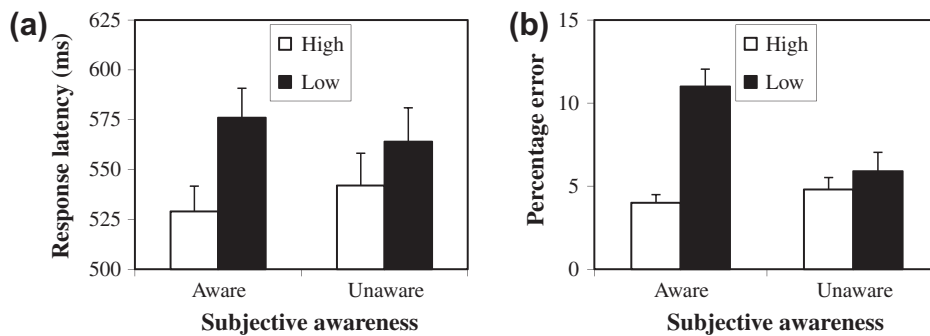 (a)
Response latency (ms)
625
600
575
550
525
500
High
Low
Aware
Unaware
Subjective awareness
(b)
Percentage error
15
10
5
0
High
Low
Aware
Unaware
Subjective awareness